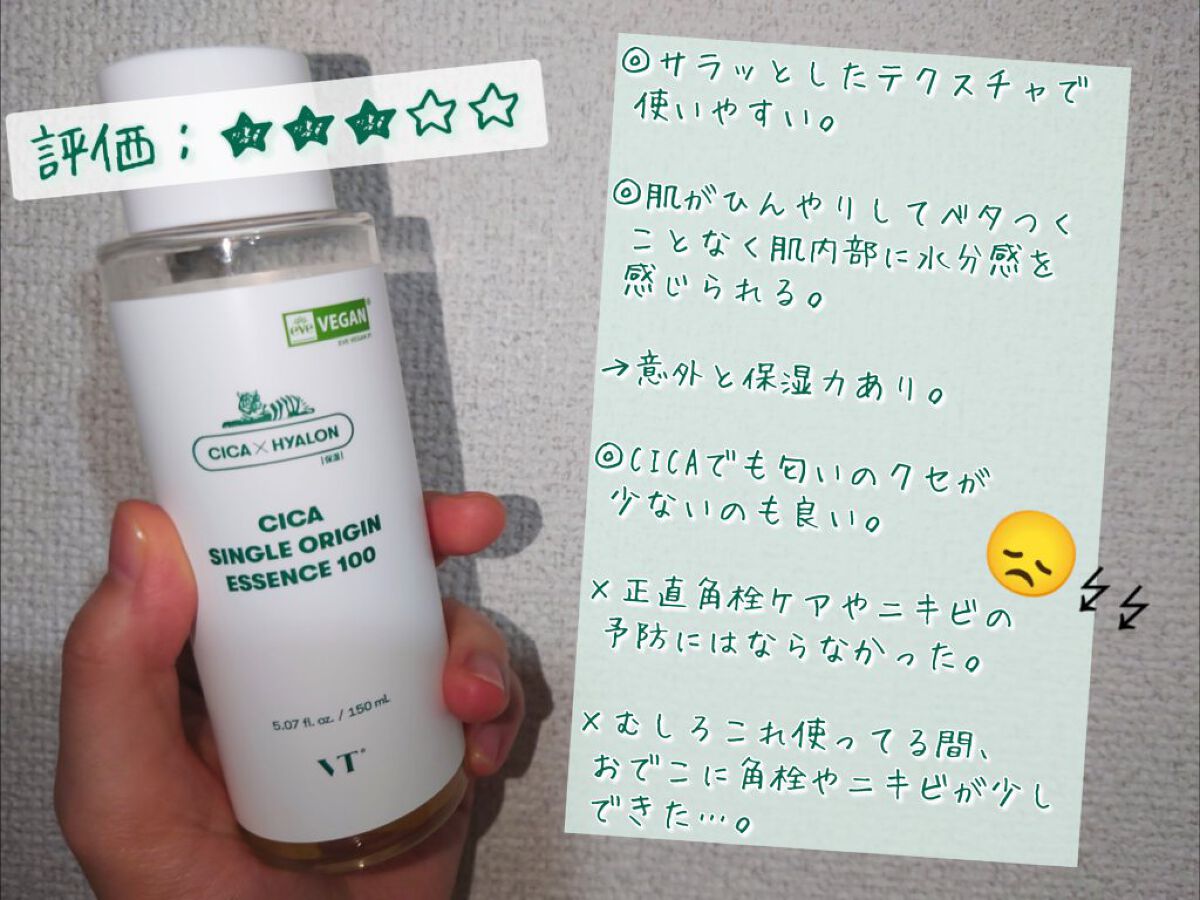 評価：★★★☆☆
eve VEGAN®
EVE VEGAN®
CICA×HYALON
|保湿|
CICA
SINGLE ORIGIN
ESSENCE 100
5.07 fl. oz. / 150 mL
VT®
◎サラッとしたテクスチャで
使いやすい。
◎肌がひんやりしてベタつく
ことなく肌内部に水分感を
感じられる。
→意外と保湿力あり。
◎CICAでも匂いのクセが
少ないのも良い。
×正直角栓ケアやニキビの
予防にはならなかった。
×むしろこれ使ってる間、
おでこに角栓やニキビが少し
できた…。